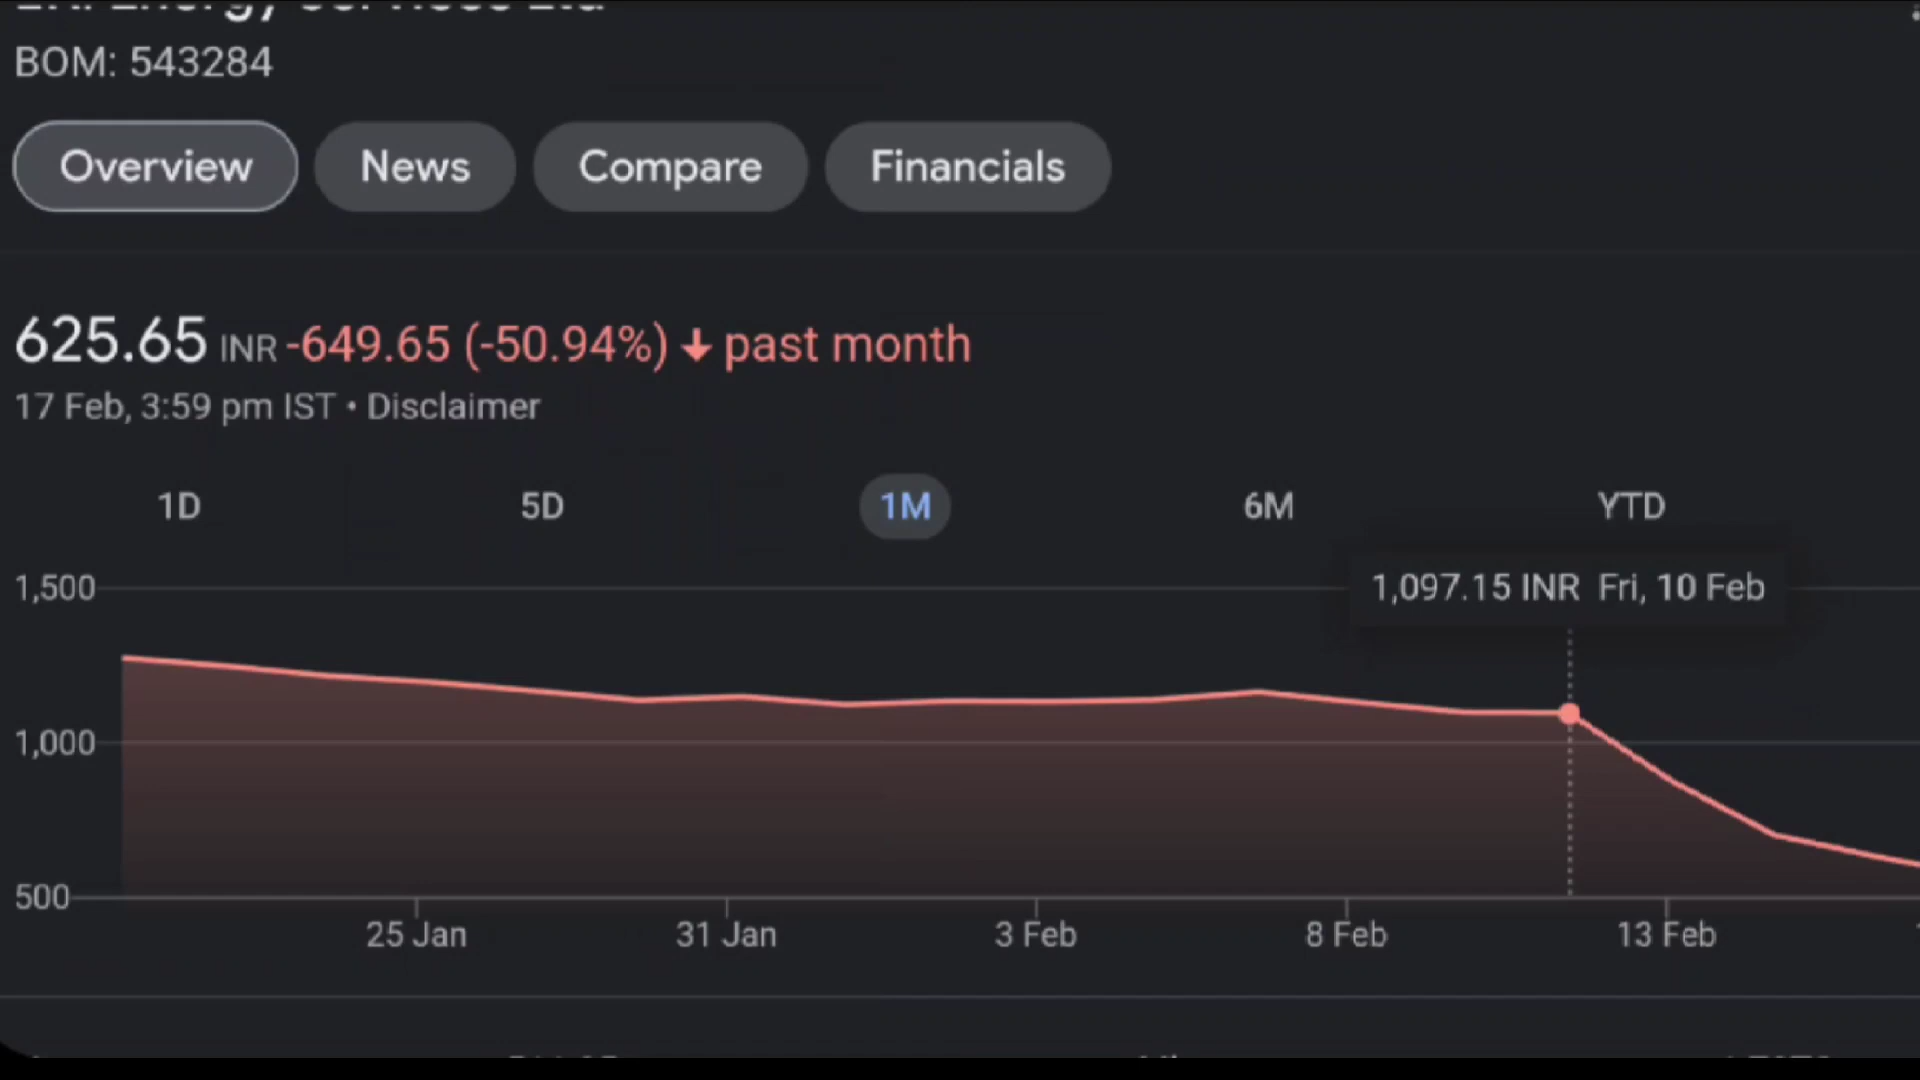 BOM: 543284
Overview News Compare Financials
625.65 INR -649.65 (-50.94%) ↓ past month
17 Feb, 3:59 pm IST • Disclaimer
1D 5D 1M 6M YTD
1,097.15 INR Fri, 10 Feb
1,500
1,000
500
25 Jan 31 Jan 3 Feb 8 Feb 13 Feb